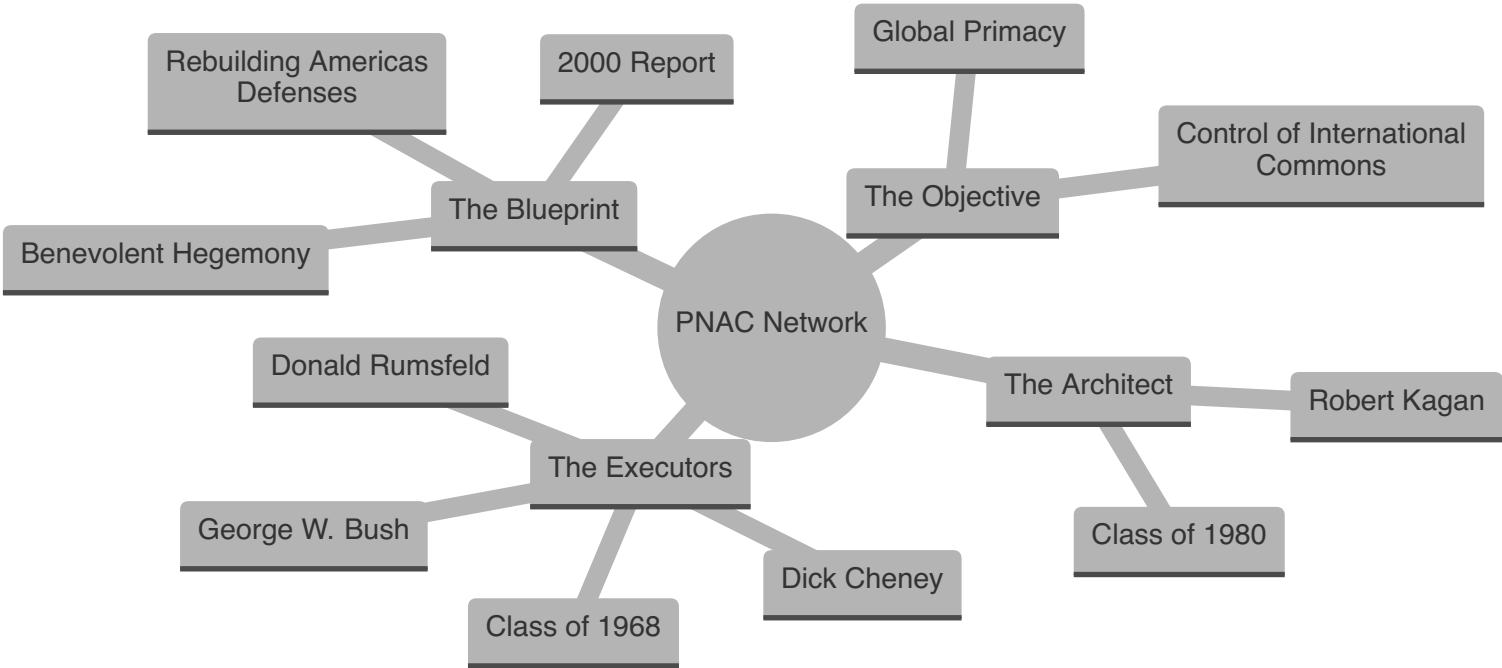 Global Primacy
Rebuilding Americas
Defenses
2000 Report
Control of International
Commons
The Objective
The Blueprint
Benevolent Hegemony
PNAC Network
Donald Rumsfeld
The Architect
Robert Kagan
The Executors
George W. Bush
Class of 1980
Dick Cheney
Class of 1968